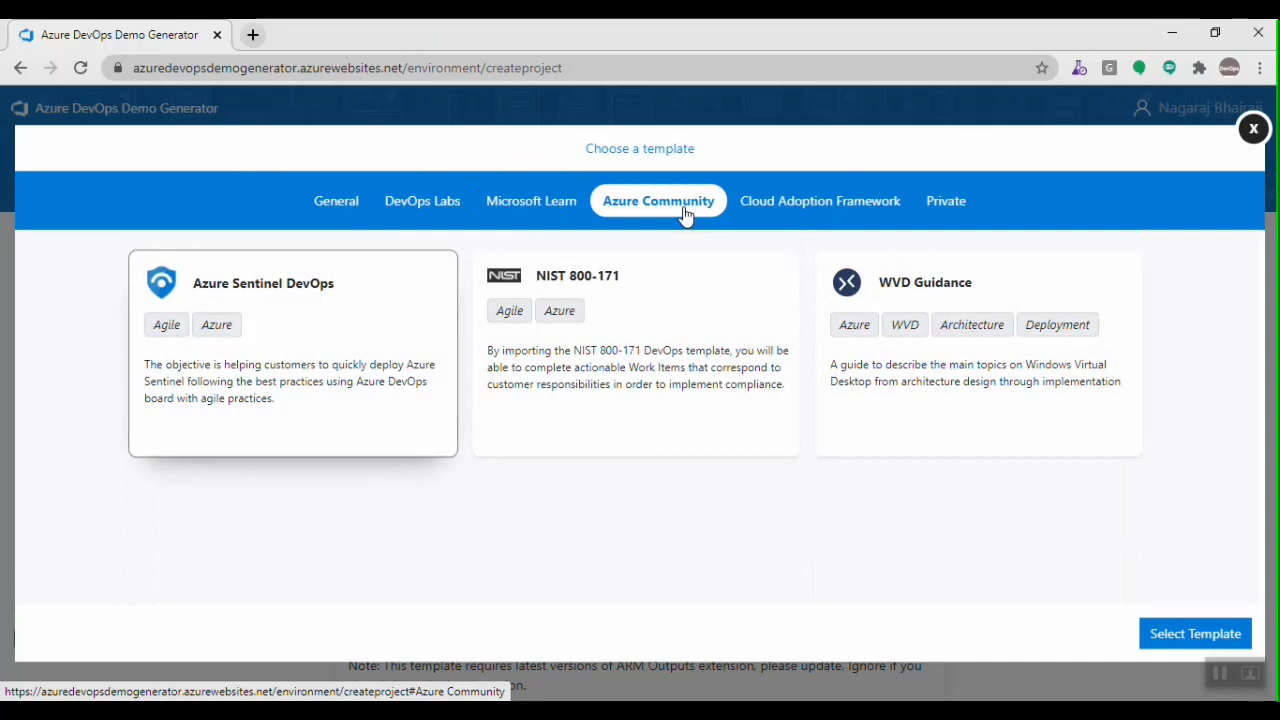 Azure DevOps Demo Generator
azuredevopsdemogenerator.azurewebsites.net/environment/createproject
Azure DevOps Demo Generator
Nagaraj Bhairaji
X
Choose a template
General DevOps Labs Microsoft Learn Azure Community Cloud Adoption Framework Private
Azure Sentinel DevOps
Agile Azure
The objective is helping customers to quickly deploy Azure
Sentinel following the best practices using Azure DevOps
board with agile practices.
NIST NIST 800-171
Agile Azure
By importing the NIST 800-171 DevOps template, you will be
able to complete actionable Work Items that correspond to
customer responsibilities in order to implement compliance.
WVD Guidance
Azure WVD Architecture Deployment
A guide to describe the main topics on Windows Virtual
Desktop from architecture design through implementation
Select Template
Note: This template requires latest versions of ARM Outputs extension, please update. Ignore if you
https://azuredevopsdemogenerator.azurewebsites.net/environment/createproject#Azure Community